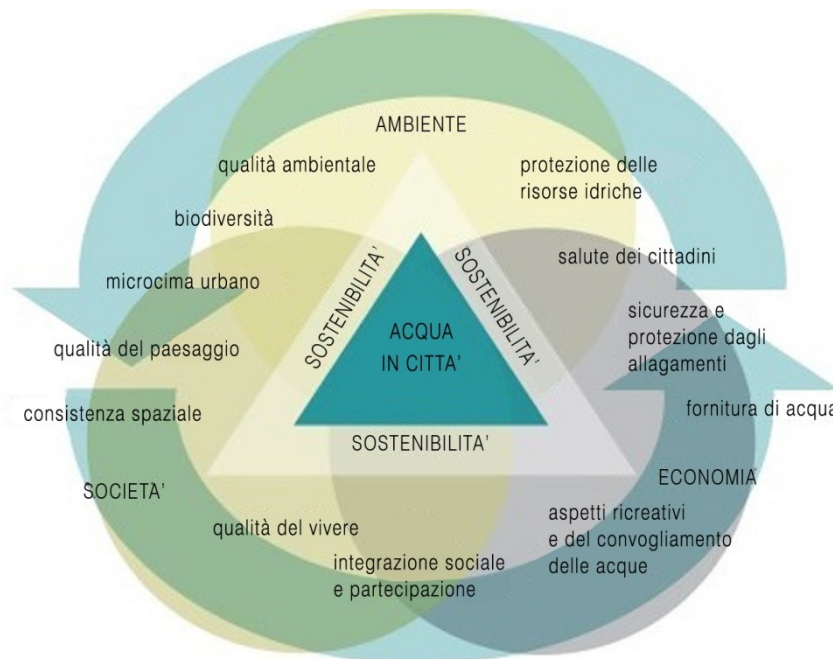 AMBIENTE
qualità ambientale
protezione delle
risorse idriche
biodiversità
salute dei cittadini
microcima urbano
SOSTENIBILITA'
SOSTENIBILITA'
sicurezza e
protezione dagli
allagamenti
ACQUA
IN CITTA'
qualità del paesaggio
consistenza spaziale
fornitura di acqua
SOSTENIBILITA'
SOCIETA'
ECONOMIA
qualità del vivere
aspetti ricreativi
e del convogliamento
delle acque
integrazione sociale
e partecipazione